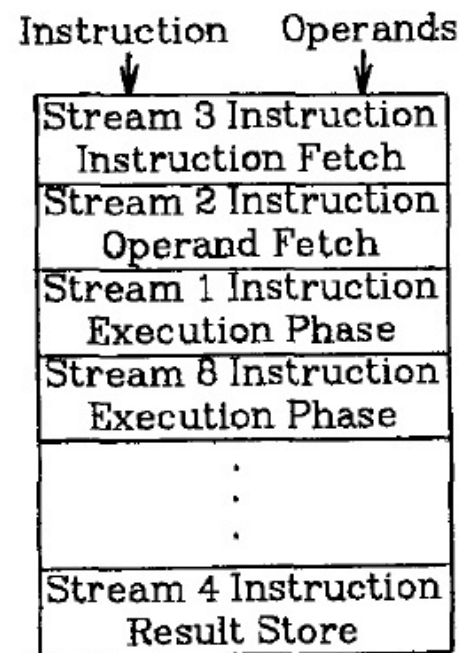 Instruction Operands
Stream 3 Instruction
Instruction Fetch
Stream 2 Instruction
Operand Fetch
Stream 1 Instruction
Execution Phase
Stream 8 Instruction
Execution Phase
.
.
.
Stream 4 Instruction
Result Store